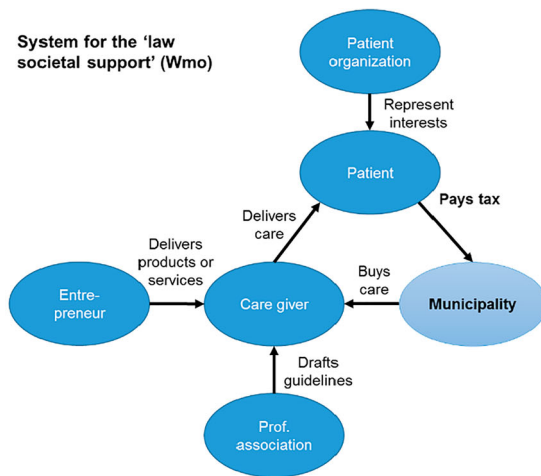 System for the ‘law
societal support’ (Wmo)
Patient
organization
Represent
interests
Patient
Delivers
care
Pays tax
Delivers
products or
services
Buys
care
Entre-
preneur
Care giver
Municipality
Drafts
guidelines
Prof.
association